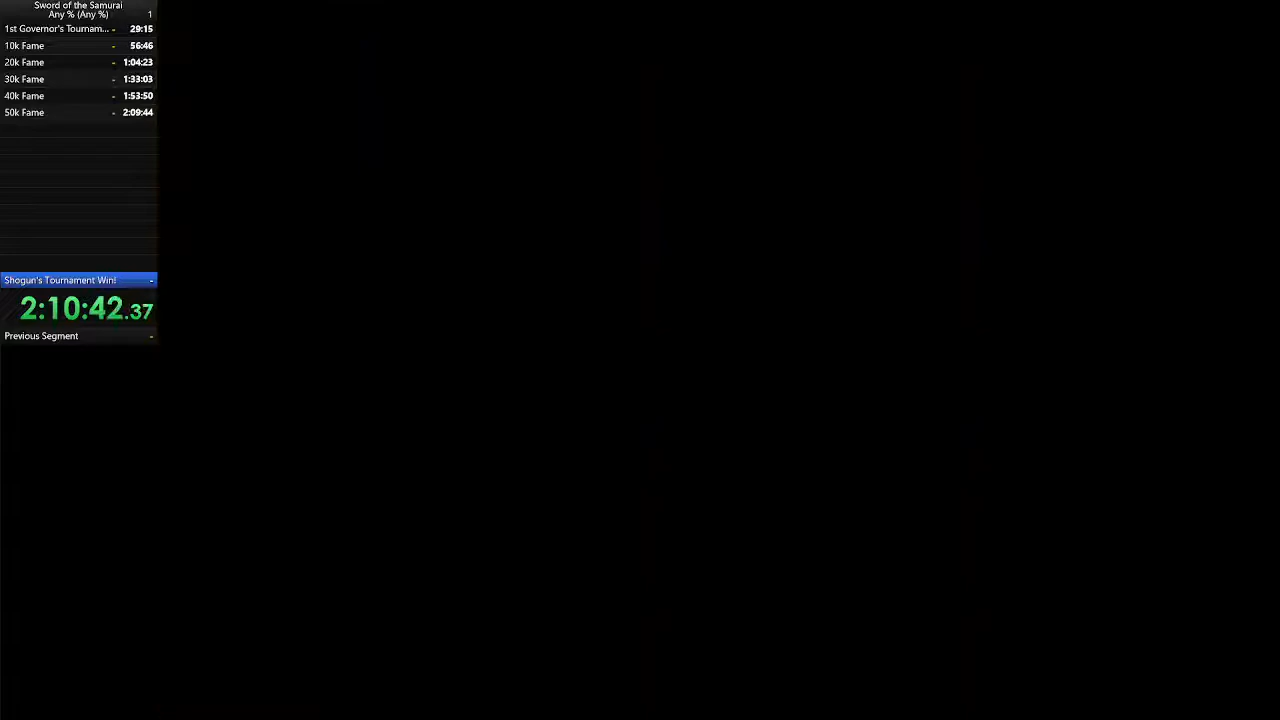 Sword of the Samurai
Any % (Any %) 1
1st Governor's Tournam... - 29:15
10k Fame - 56:46
20k Fame - 1:04:23
30k Fame - 1:33:03
40k Fame - 1:53:50
50k Fame - 2:09:44
Shogun's Tournament Win! -
2:10:42.37
Previous Segment -